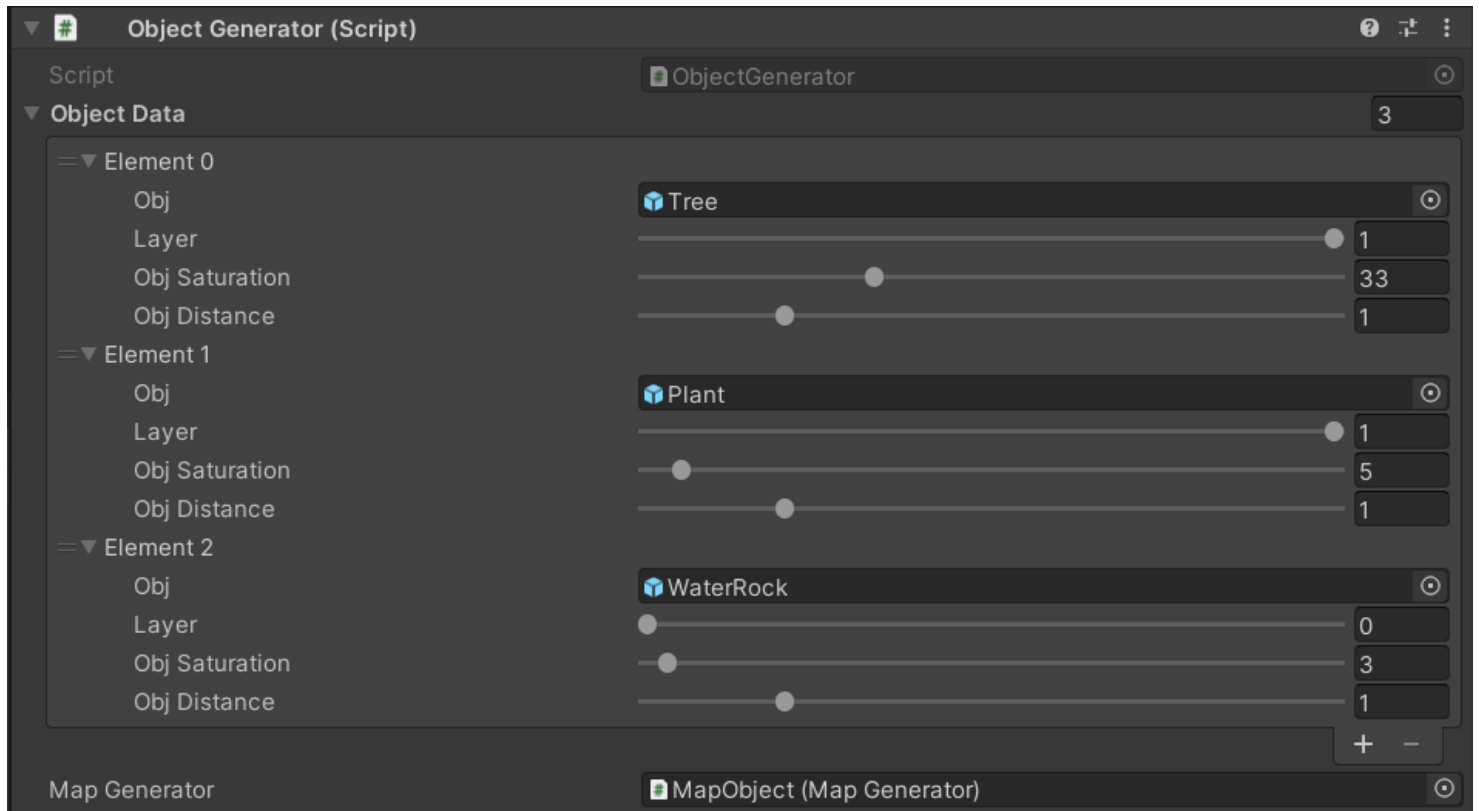 Object Generator (Script)
Script ObjectGenerator
Object Data 3
Element 0
Obj Tree
Layer 1
Obj Saturation 33
Obj Distance 1
Element 1
Obj Plant
Layer 1
Obj Saturation 5
Obj Distance 1
Element 2
Obj WaterRock
Layer 0
Obj Saturation 3
Obj Distance 1
Map Generator MapObject (Map Generator)